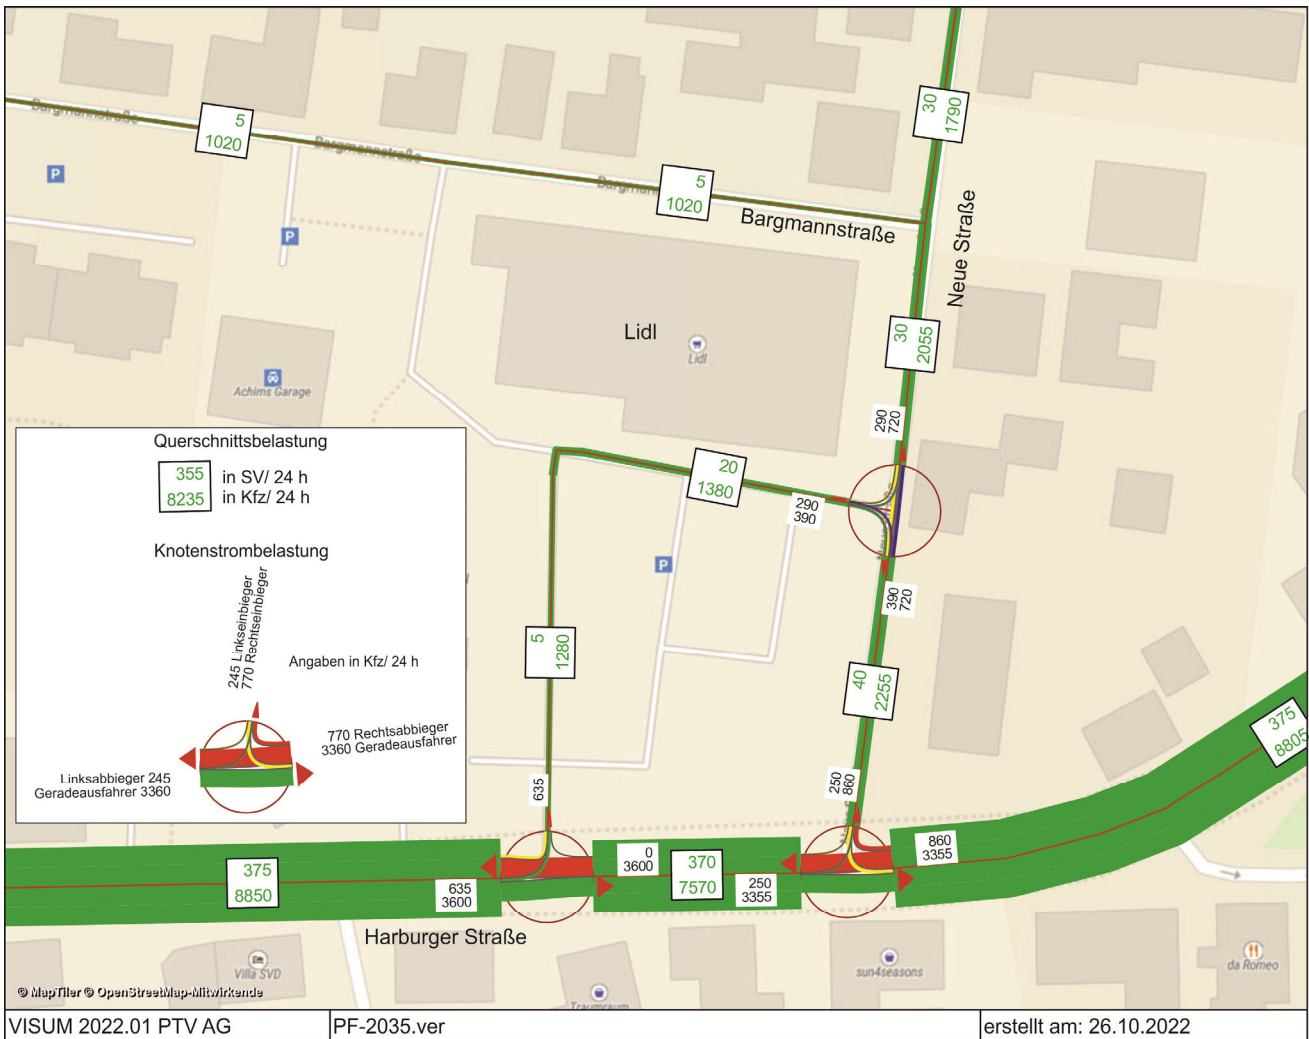 Bargmannstraße
5
1020
Bargmannstraße
5
1020
Bargmannstraße
30
1790
Neue Straße
30
2055
Lidl
Lidl
Achims Garage
P
P
P
290
720
20
1380
290
390
390
720
5
1280
40
2255
250
860
635
375
8805
Querschnittsbelastung
355 in SV/ 24 h
8235 in Kfz/ 24 h
Knotenstrombelastung
245 Linkseinbieger
770 Rechtseinbieger
Angaben in Kfz/ 24 h
770 Rechtsabbieger
3360 Geradeausfahrer
Linksabbieger 245
Geradeausfahrer 3360
375
8850
635
3600
0
3600
370
7570
250
3355
860
3355
Harburger Straße
Villa SVD
Traumraum
sun4seasons
da Romeo
© MapTiler © OpenStreetMap-Mitwirkende
VISUM 2022.01 PTV AG
PF-2035.ver
erstellt am: 26.10.2022